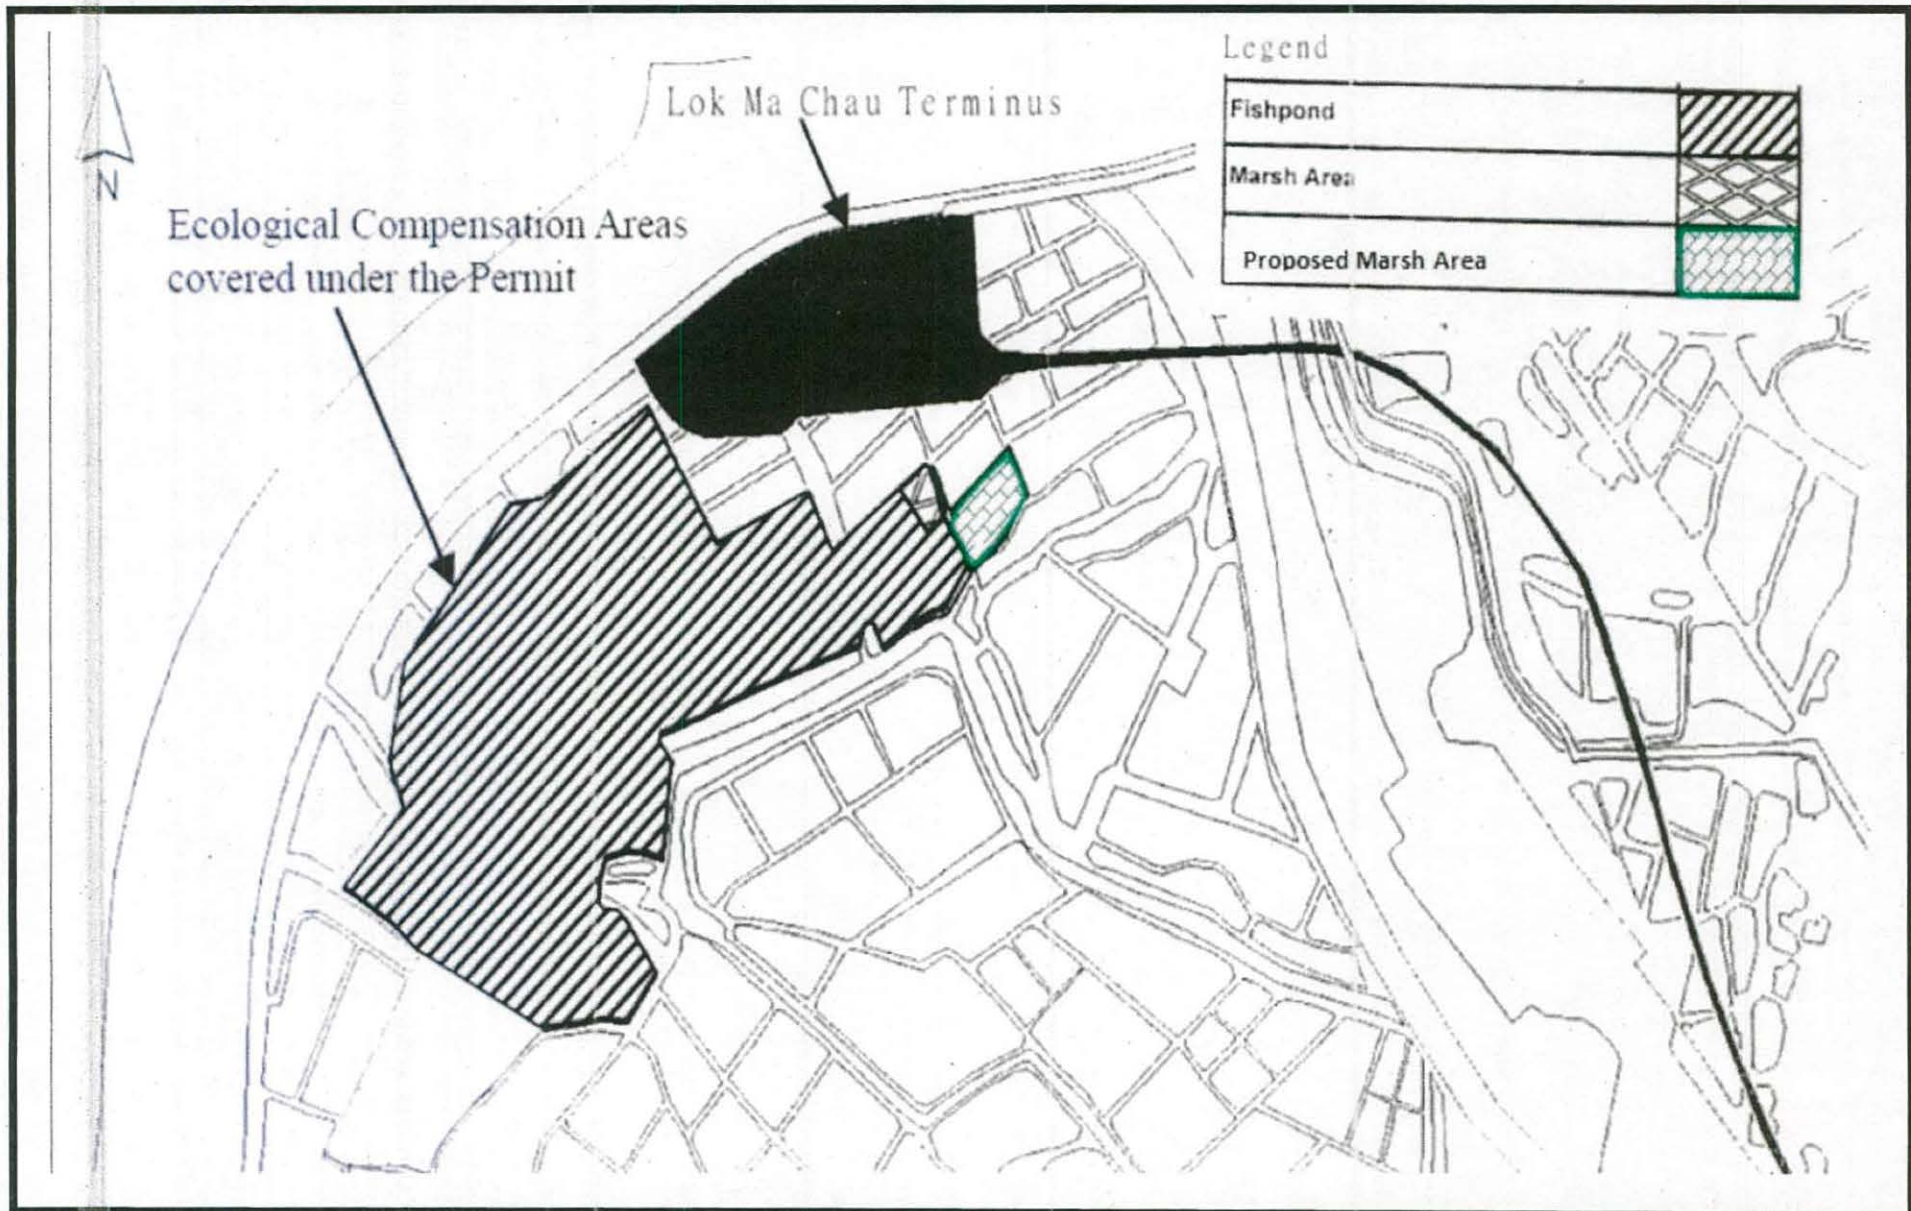 Legend
Fishpond
Marsh Area
Proposed Marsh Area
Lok Ma Chau Terminus
N
Ecological Compensation Areas
covered under the Permit